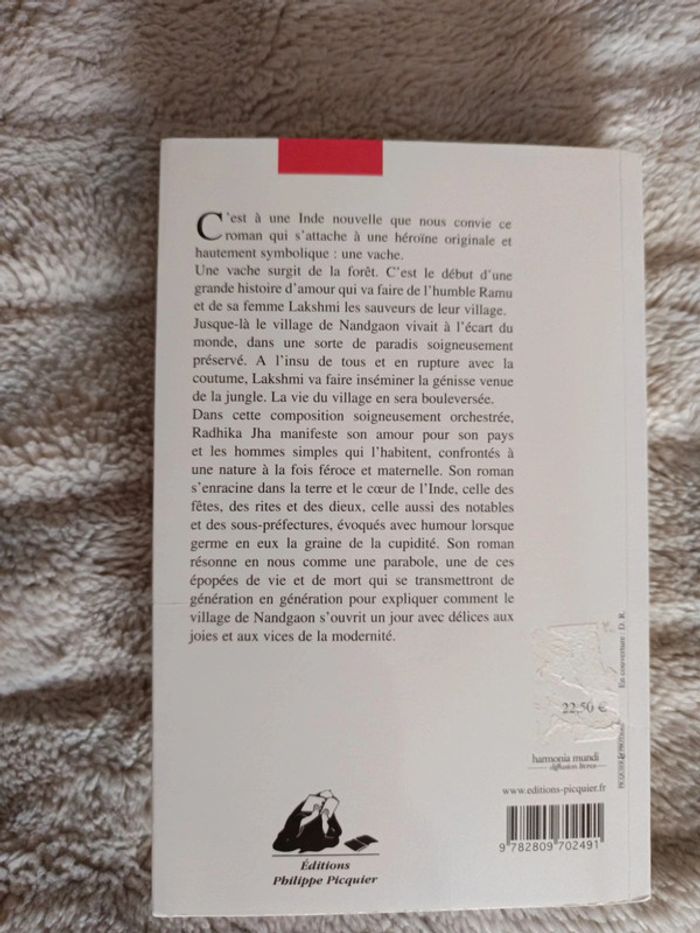 C'est à une Inde nouvelle que nous convie ce
roman qui s'attache à une héroïne originale et
hautement symbolique : une vache.
Une vache surgit de la forêt. C'est le début d'une
grande histoire d'amour qui va faire de l'humble Ramu
et de sa femme Lakshmi les sauveurs de leur village.
Jusque-là le village de Nandgaon vivait à l'écart du
monde, dans une sorte de paradis soigneusement
préservé. A l'insu de tous et en rupture avec la
coutume, Lakshmi va faire inséminer la génisse venue
de la jungle. La vie du village en sera bouleversée.
Dans cette composition soigneusement orchestrée,
Radhika Jha manifeste son amour pour son pays
et les hommes simples qui l'habitent, confrontés à
une nature à la fois féroce et maternelle. Son roman
s'enracine dans la terre et le cœur de l'Inde, celle des
fêtes, des rites et des dieux, celle aussi des notables
et des sous-préfectures, évoqués avec humour lorsque
germe en eux la graine de la cupidité. Son roman
résonne en nous comme une parabole, une de ces
épopées de vie et de mort qui se transmettront de
génération en génération pour expliquer comment le
village de Nandgaon s'ouvrit un jour avec délices aux
joies et aux vices de la modernité.
22,50 €
harmonia mundi
diffusion livres
www.editions-picquier.fr
9 782809 702491
Éditions
Philippe Picquier
En couverture : D. R.